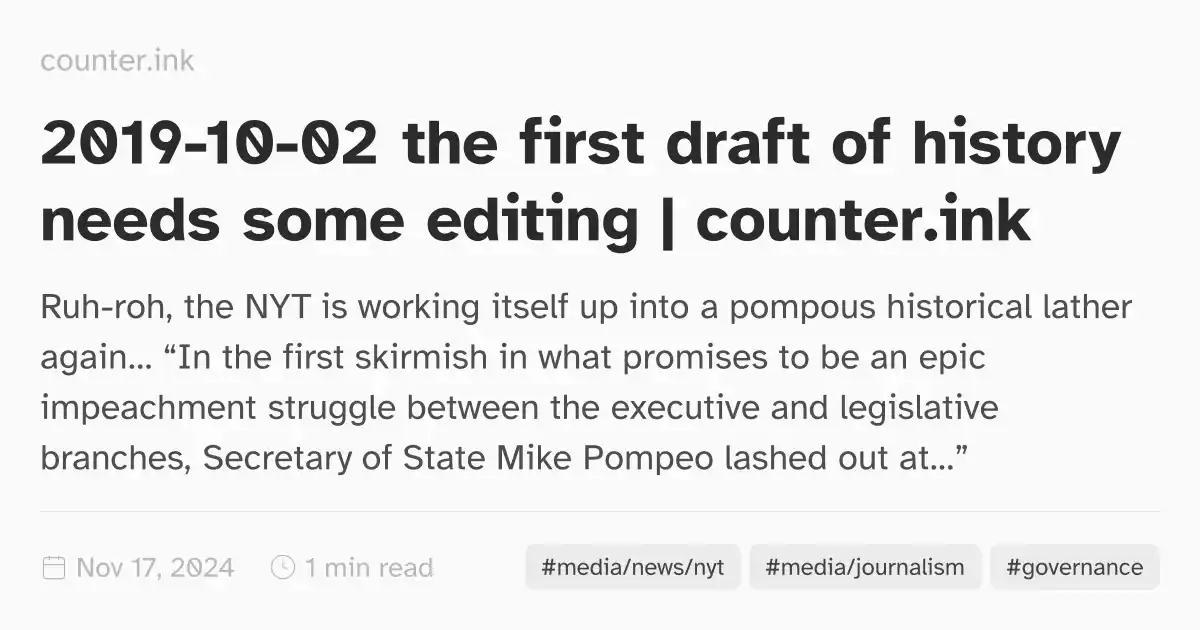 counter.ink
2019-10-02 the first draft of history
needs some editing | counter.ink
Ruh-roh, the NYT is working itself up into a pompous historical lather
again… “In the first skirmish in what promises to be an epic
impeachment struggle between the executive and legislative
branches, Secretary of State Mike Pompeo lashed out at…”
Nov 17, 2024 1 min read #media/news/nyt #media/journalism #governance